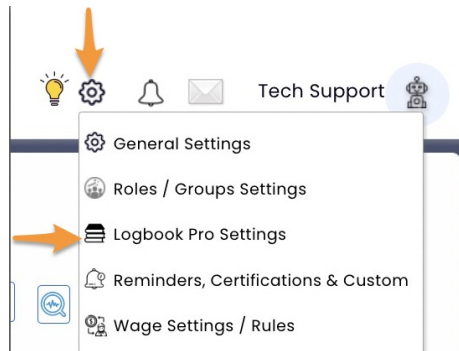 Tech Support
General Settings
Roles / Groups Settings
Logbook Pro Settings
Reminders, Certifications & Custom
Wage Settings / Rules